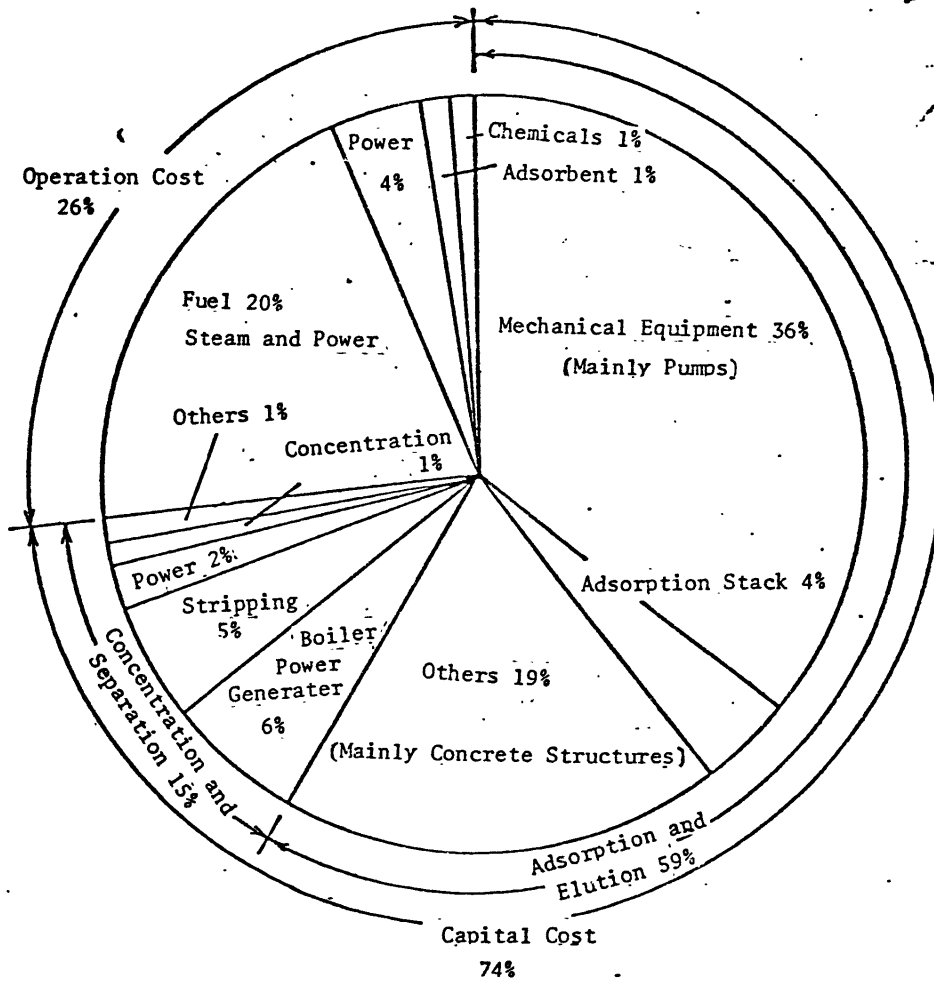 Operation Cost
26%
Power
4%
Chemicals 1%
Adsorbent 1%
Fuel 20%
Steam and Power
Mechanical Equipment 36%
(Mainly Pumps)
Others 1%
Concentration
1%
Power 2%
Stripping
5%
Boiler
Power
Generater
6%
Others 19%
(Mainly Concrete Structures)
Adsorption Stack 4%
Concentration and
Separation 15%
Adsorption and
Elution 59%
Capital Cost
74%